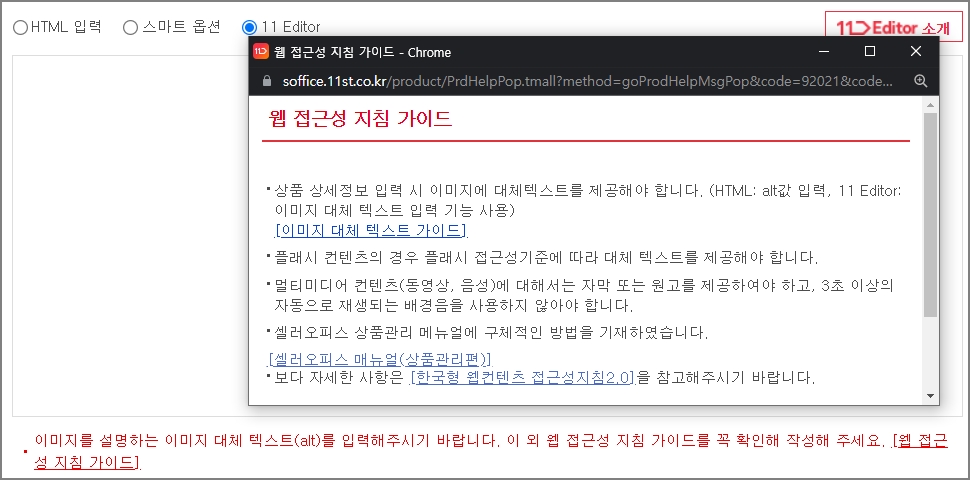 HTML 입력 스마트 옵션 11 Editor
11D Editor 소개
웹 접근성 지침 가이드 - Chrome
soffice.11st.co.kr/product/PrdHelpPop.tmall?method=goProdHelpMsgPop&code=92021&code...
웹 접근성 지침 가이드
• 상품 상세정보 입력 시 이미지에 대체텍스트를 제공해야 합니다. (HTML: alt값 입력, 11 Editor:
이미지 대체 텍스트 입력 기능 사용)
[이미지 대체 텍스트 가이드]
• 플래시 컨텐츠의 경우 플래시 접근성기준에 따라 대체 텍스트를 제공해야 합니다.
• 멀티미디어 컨텐츠(동영상, 음성)에 대해서는 자막 또는 원고를 제공하여야 하고, 3초 이상의
자동으로 재생되는 배경음을 사용하지 않아야 합니다.
• 셀러오피스 상품관리 메뉴얼에 구체적인 방법을 기재하였습니다.
[셀러오피스 매뉴얼(상품관리편)]
• 보다 자세한 사항은 [한국형 웹컨텐츠 접근성지침2.0]을 참고해주시기 바랍니다.
• 이미지를 설명하는 이미지 대체 텍스트(alt)를 입력해주시기 바랍니다. 이 외 웹 접근성 지침 가이드를 꼭 확인해 작성해 주세요. [웹 접근
성 지침 가이드]